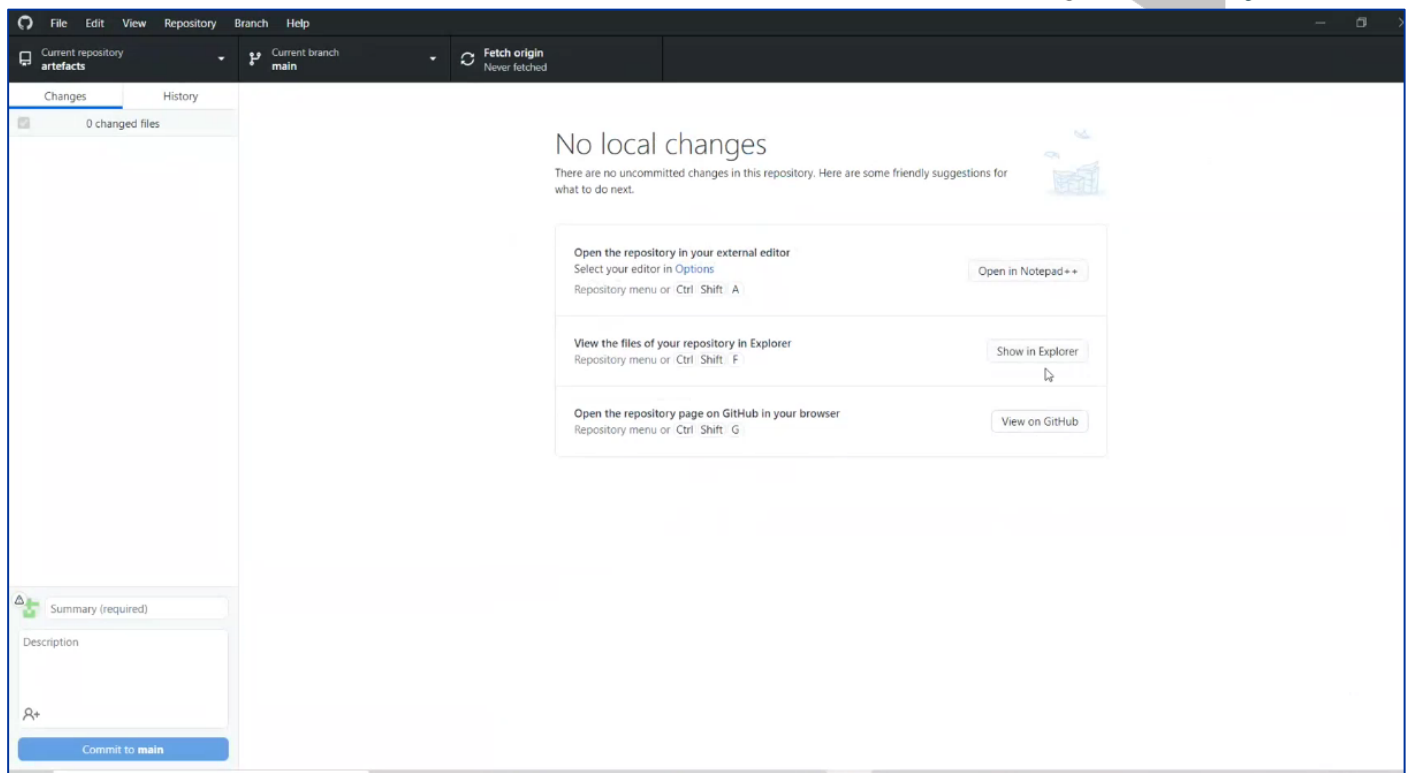 File Edit View Repository Branch Help
Current repository
artefacts
Current branch
main
Fetch origin
Never fetched
Changes History
0 changed files
No local changes
There are no uncommitted changes in this repository. Here are some friendly suggestions for
what to do next.
Open the repository in your external editor
Select your editor in Options
Repository menu or Ctrl Shift A
Open in Notepad++
View the files of your repository in Explorer
Repository menu or Ctrl Shift F
Show in Explorer
Open the repository page on GitHub in your browser
Repository menu or Ctrl Shift G
View on GitHub
Summary (required)
Description
Commit to main